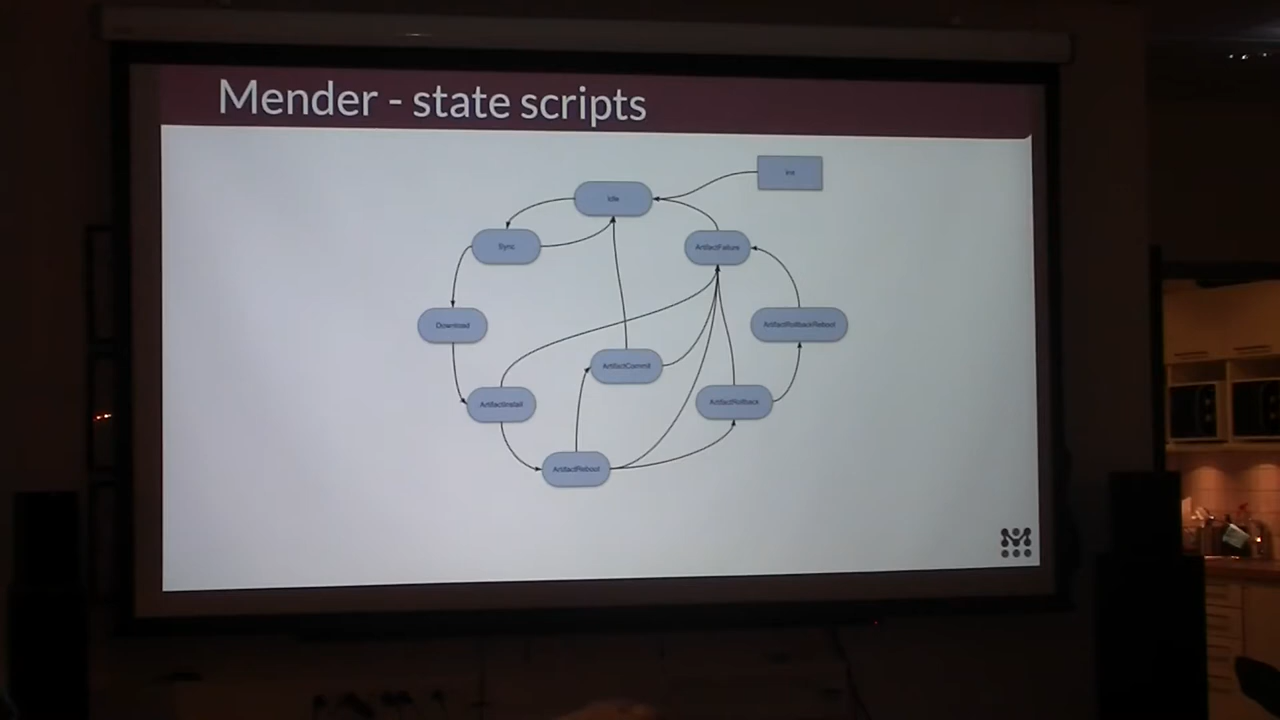 Mender - state scripts
Init
Idle
Sync
ArtifactFailure
Download
ArtifactRollbackReboot
ArtifactCommit
ArtifactInstall
ArtifactRollback
ArtifactReboot